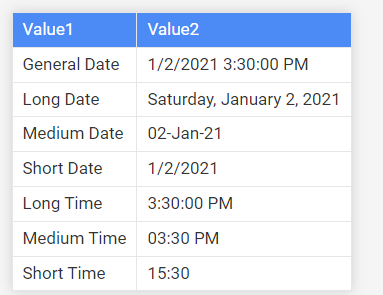 Value1 Value2
General Date 1/2/2021 3:30:00 PM
Long Date Saturday, January 2, 2021
Medium Date 02-Jan-21
Short Date 1/2/2021
Long Time 3:30:00 PM
Medium Time 03:30 PM
Short Time 15:30